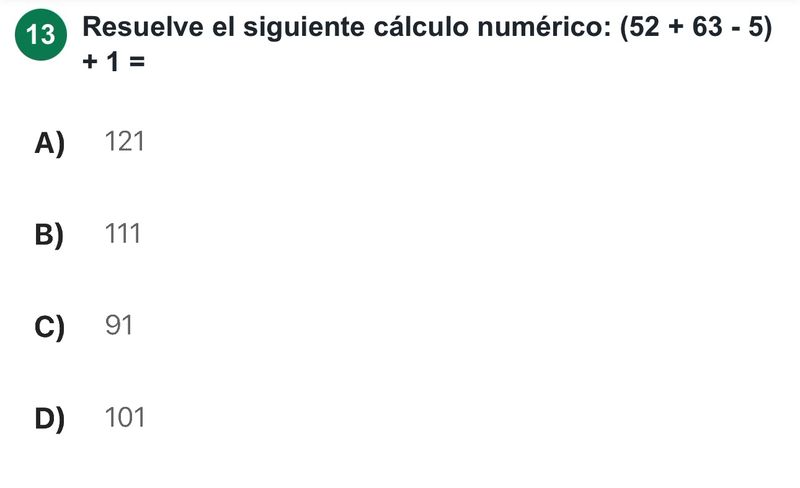 13 Resuelve el siguiente cálculo numérico: (52 + 63 - 5)
+ 1 =
A) 121
B) 111
C) 91
D) 101